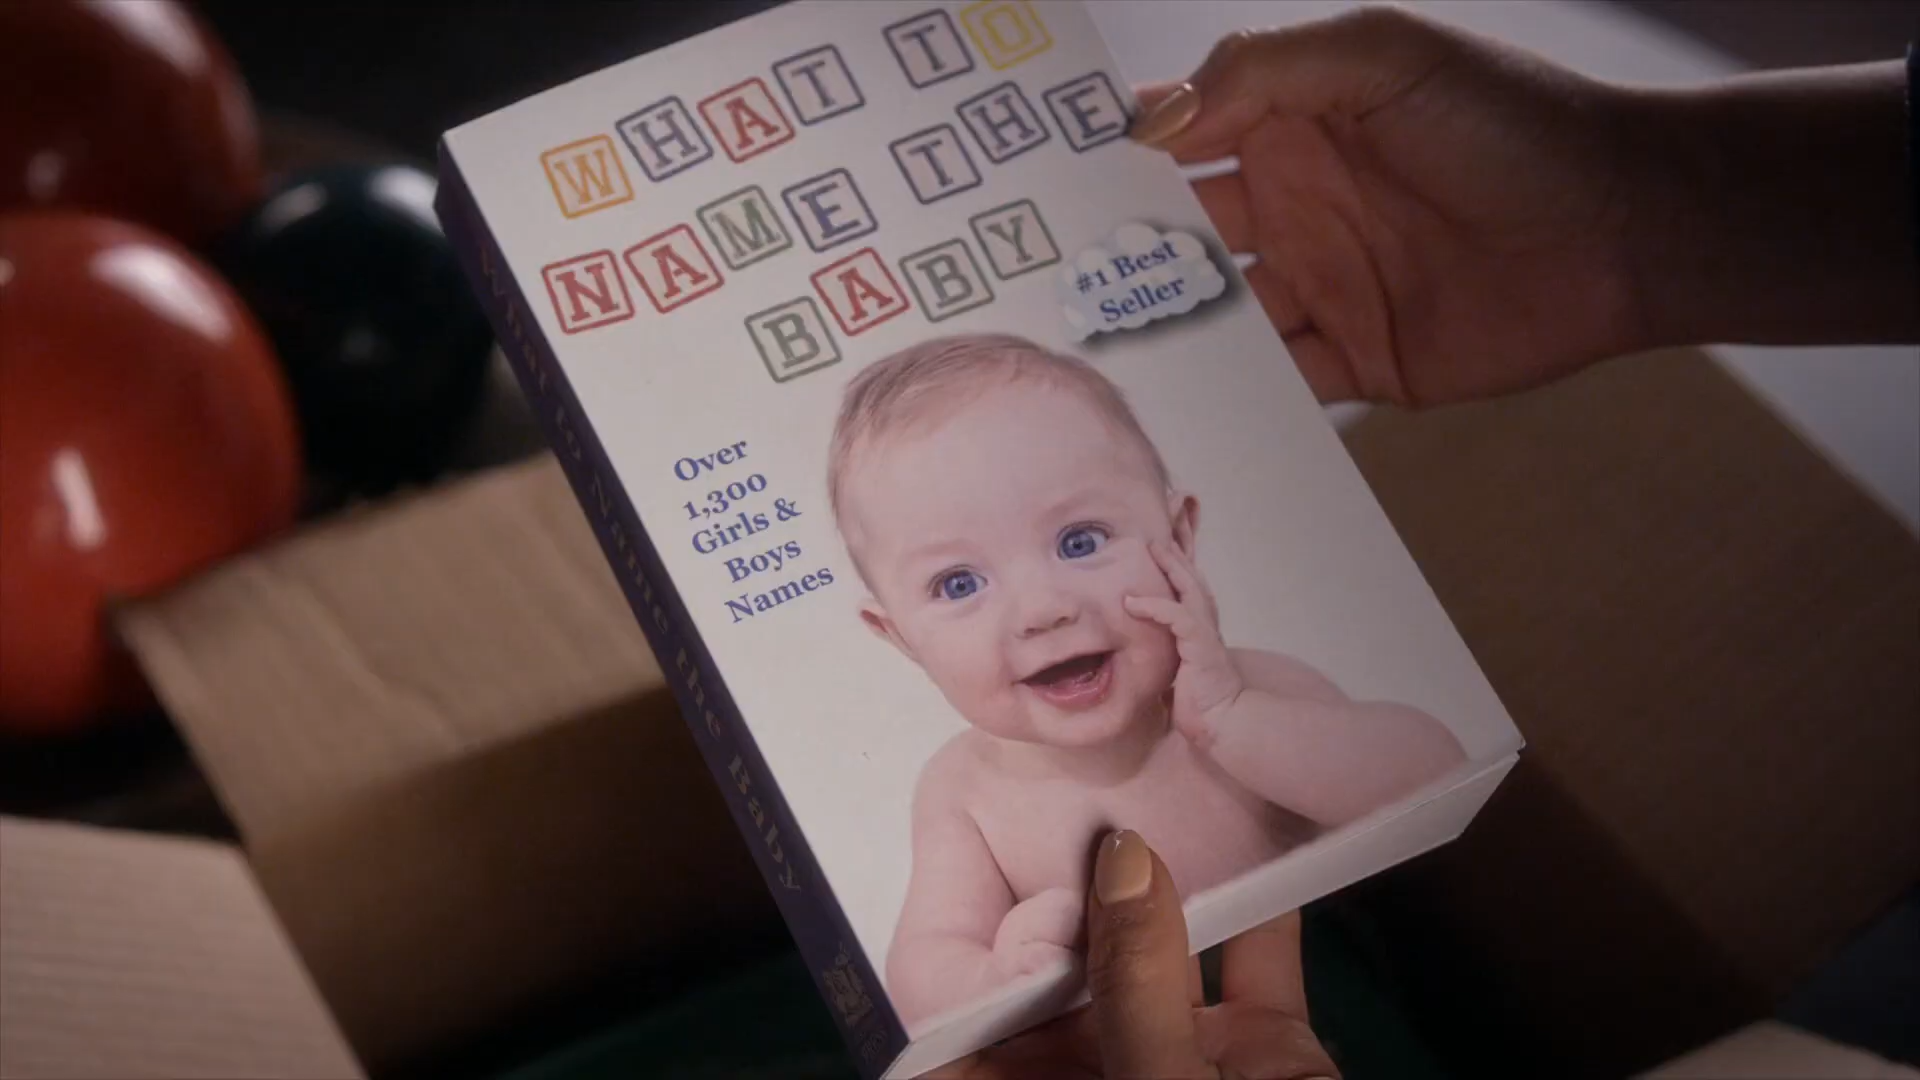 WHAT TO
NAME THE
BABY
#1 Best
Seller
Over
1,300
Girls &
Boys
Names
What to Name the Baby